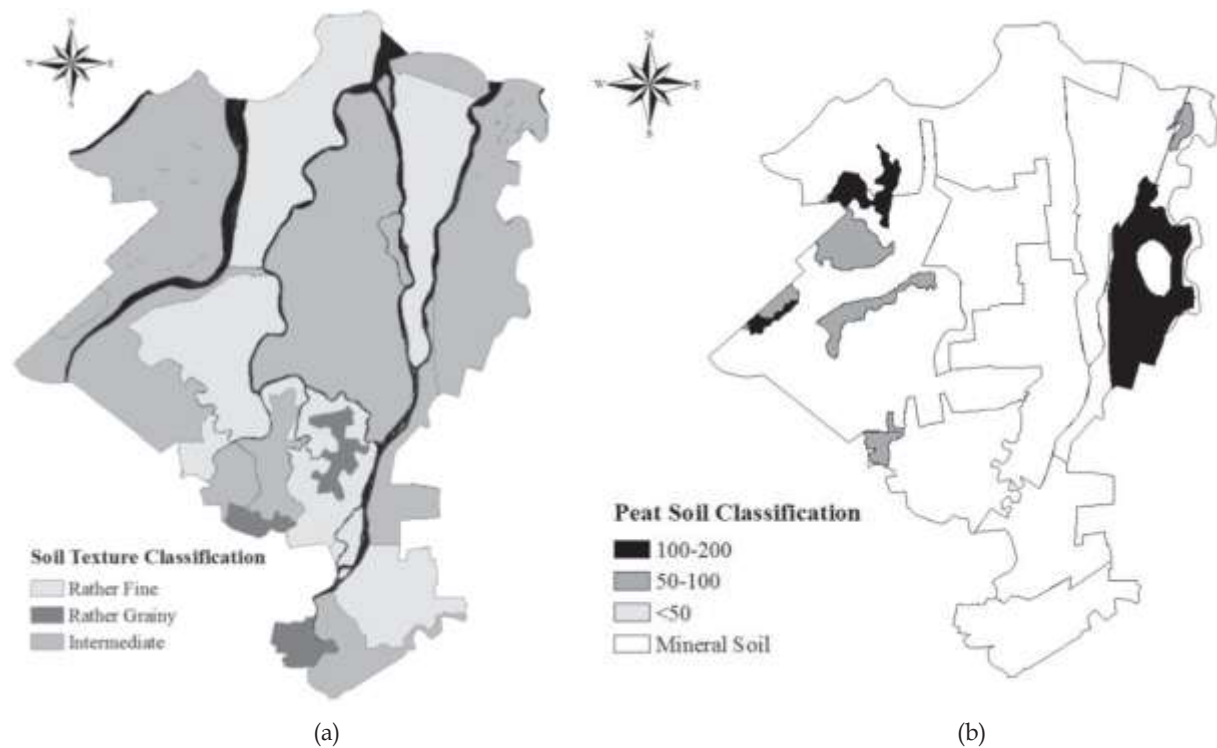 N
W E
S
Soil Texture Classification
Rather Fine
Rather Grainy
Intermediate
(a)
N
W E
S
Peat Soil Classification
100-200
50-100
<50
Mineral Soil
(b)